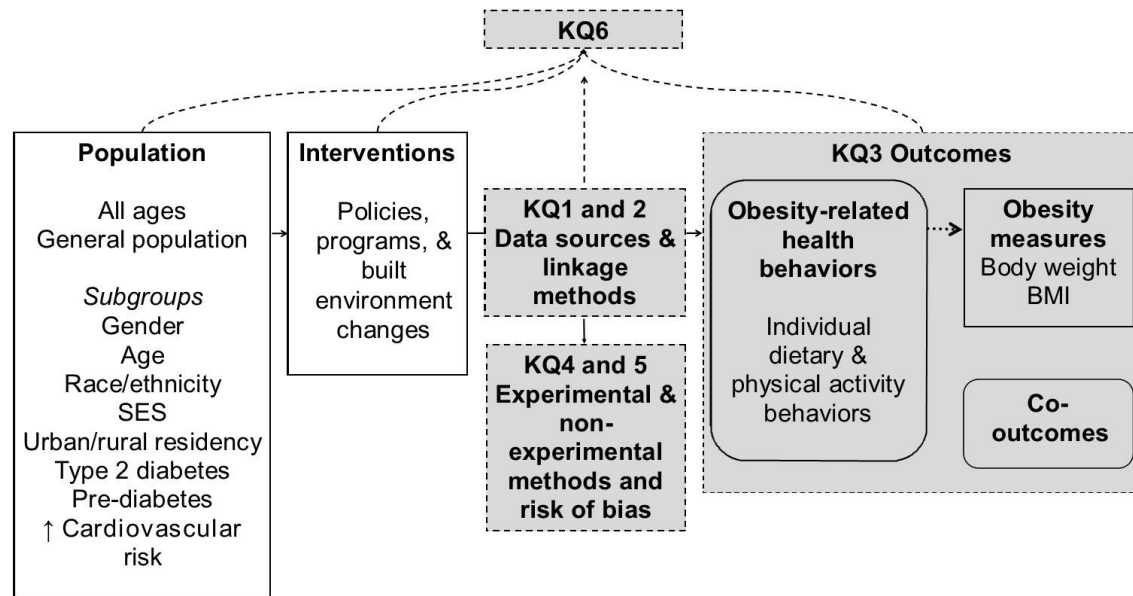 KQ6
Population
All ages
General population
Subgroups
Gender
Age
Race/ethnicity
SES
Urban/rural residency
Type 2 diabetes
Pre-diabetes
↑ Cardiovascular
risk
Interventions
Policies,
programs, &
built
environment
changes
KQ1 and 2
Data sources &
linkage
methods
KQ4 and 5
Experimental &
non-
experimental
methods and
risk of bias
KQ3 Outcomes
Obesity-related
health
behaviors
Individual
dietary &
physical activity
behaviors
Obesity
measures
Body weight
BMI
Co-
outcomes